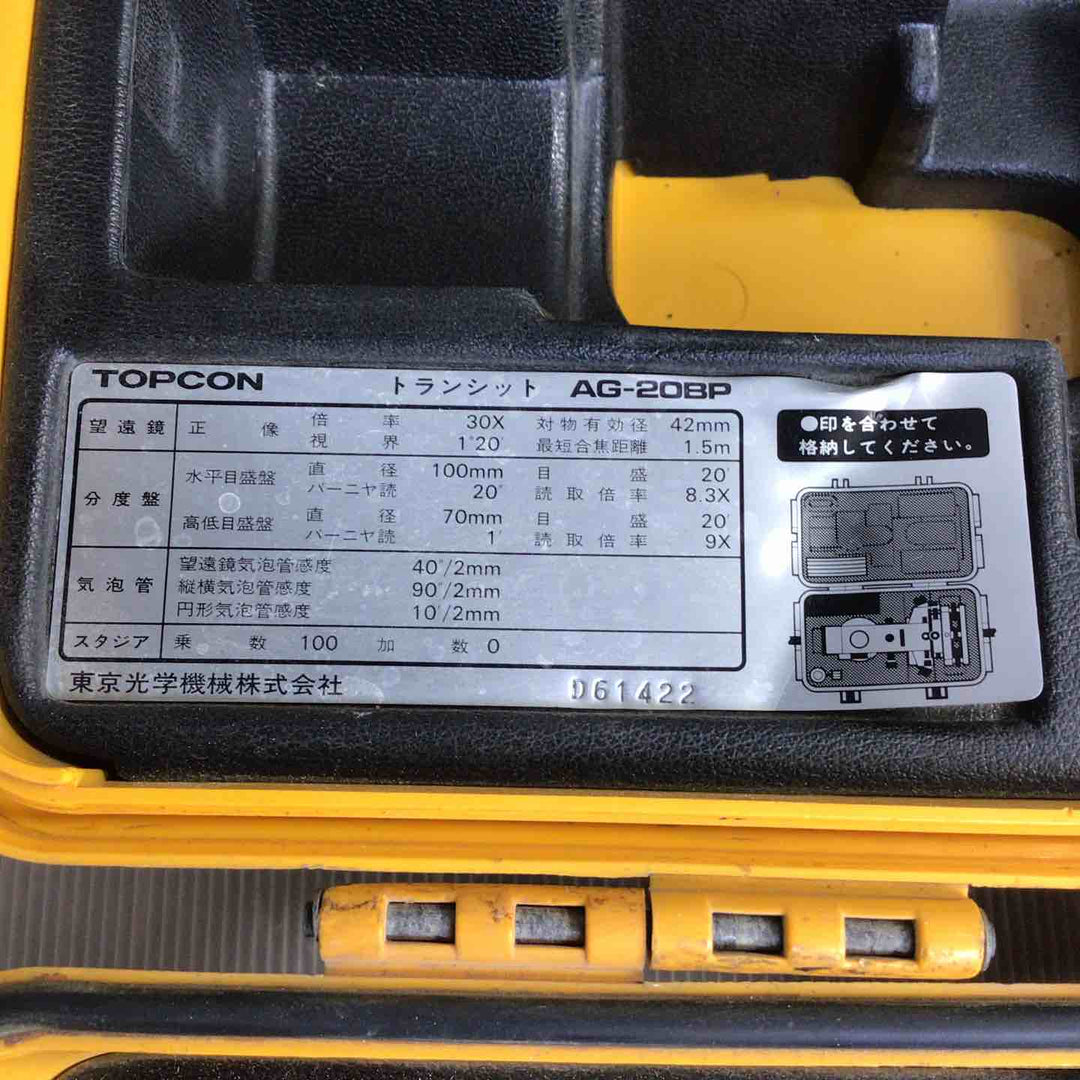 TOPCON トランシット AG-20BP
望遠鏡 正像 倍率 30X 対物有効径 42mm
視界 1°20′ 最短合焦距離 1.5m
分度盤 水平目盛盤 直径 100mm 目盛 20′
バーニヤ読 20″ 読取倍率 8.3X
高低目盛盤 直径 70mm 目盛 20′
バーニヤ読 1′ 読取倍率 9X
気泡管 望遠鏡気泡管感度 40″/2mm
縦横気泡管感度 90″/2mm
円形気泡管感度 10′/2mm
スタジア 乗数 100 加数 0
東京光学機械株式会社 D61422
●印を合わせて
格納してください。